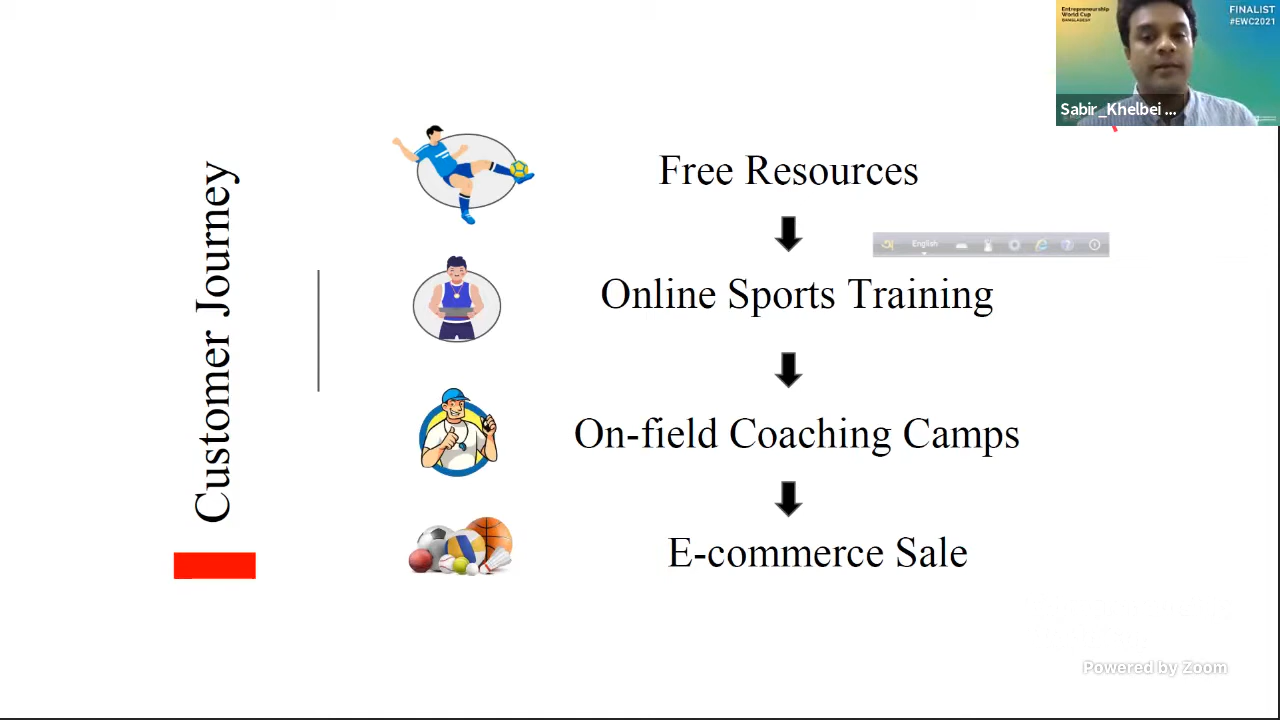 Entrepreneurship
World Cup
BANGLADESH
FINALIST
#EWC2021
Sabir_Khelbei ...
Customer Journey
Free Resources
অ English
Online Sports Training
On-field Coaching Camps
E-commerce Sale
Powered by Zoom